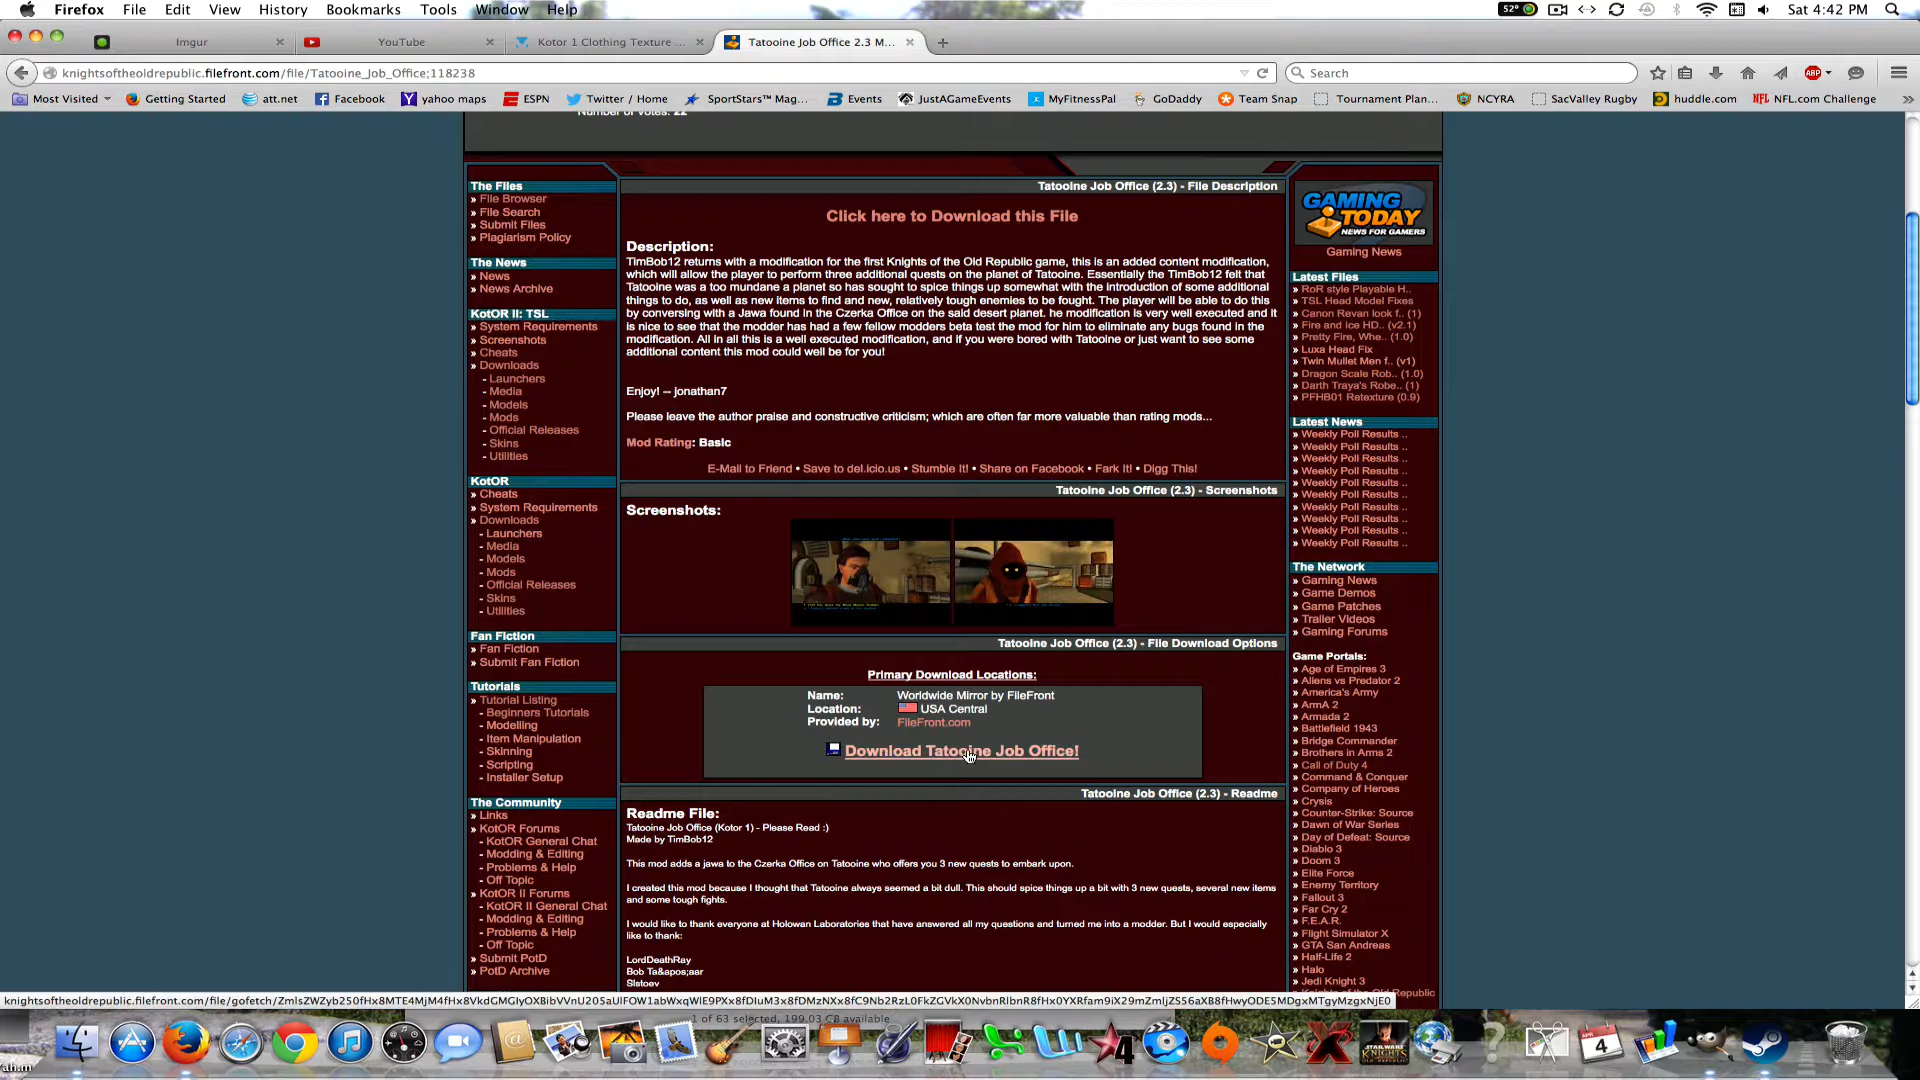 Firefox File Edit View History Bookmarks Tools Window Help
52° Sat 4:42 PM
Imgur
YouTube
Kotor 1 Clothing Texture ...
Tatooine Job Office 2.3 M...
knightsoftheoldrepublic.filefront.com/file/Tatooine_Job_Office;118238
Search
ABP
Most Visited Getting Started att.net Facebook yahoo maps ESPN Twitter / Home SportStars™ Mag... Events JustAGameEvents MyFitnessPal GoDaddy Team Snap Tournament Plan... NCYRA SacValley Rugby huddle.com NFL.com Challenge »
Number of votes: 22
The Files
» File Browser
» File Search
» Submit Files
» Plagiarism Policy
The News
» News
» News Archive
KotOR II: TSL
» System Requirements
» Screenshots
» Cheats
» Downloads
- Launchers
- Media
- Models
- Mods
- Official Releases
- Skins
- Utilities
KotOR
» Cheats
» System Requirements
» Downloads
- Launchers
- Media
- Models
- Mods
- Official Releases
- Skins
- Utilities
Fan Fiction
» Fan Fiction
» Submit Fan Fiction
Tutorials
» Tutorial Listing
- Beginners Tutorials
- Modelling
- Item Manipulation
- Skinning
- Scripting
- Installer Setup
The Community
» Links
» KotOR Forums
- KotOR General Chat
- Modding & Editing
- Problems & Help
- Off Topic
» KotOR II Forums
- KotOR II General Chat
- Modding & Editing
- Problems & Help
- Off Topic
» Submit PotD
» PotD Archive
Tatooine Job Office (2.3) - File Description
Click here to Download this File
Description:
TimBob12 returns with a modification for the first Knights of the Old Republic game, this is an added content modification,
which will allow the player to perform three additional quests on the planet of Tatooine. Essentially the TimBob12 felt that
Tatooine was a too mundane a planet so has sought to spice things up somewhat with the introduction of some additional
things to do, as well as new items to find and new, relatively tough enemies to be fought. The player will be able to do this
by conversing with a Jawa found in the Czerka Office on the said desert planet. he modification is very well executed and it
is nice to see that the modder has had a few fellow modders beta test the mod for him to eliminate any bugs found in the
modification. All in all this is a well executed modification, and if you were bored with Tatooine or just want to see some
additional content this mod could well be for you!
Enjoy! -- jonathan7
Please leave the author praise and constructive criticism; which are often far more valuable than rating mods...
Mod Rating: Basic
E-Mail to Friend • Save to del.icio.us • Stumble It! • Share on Facebook • Fark It! • Digg This!
Tatooine Job Office (2.3) - Screenshots
Screenshots:
Tatooine Job Office (2.3) - File Download Options
Primary Download Locations:
Name: Worldwide Mirror by FileFront
Location: USA Central
Provided by: FileFront.com
Download Tatooine Job Office!
Tatooine Job Office (2.3) - Readme
Readme File:
Tatooine Job Office (Kotor 1) - Please Read :)
Made by TimBob12
This mod adds a jawa to the Czerka Office on Tatooine who offers you 3 new quests to embark upon.
I created this mod because I thought that Tatooine always seemed a bit dull. This should spice things up a bit with 3 new quests, several new items
and some tough fights.
I would like to thank everyone at Holowan Laboratories that have answered all my questions and turned me into a modder. But I would especially
like to thank:
LordDeathRay
Bob Ta&apos;aar
Sistoev
GAMING
TODAY
NEWS FOR GAMERS
Gaming News
Latest Files
» RoR style Playable H..
» TSL Head Model Fixes
» Canon Revan look f.. (1)
» Fire and ice HD.. (v2.1)
» Pretty Fire, Whe.. (1.0)
» Luxa Head Fix
» Twin Mullet Men f.. (v1)
» Dragon Scale Rob.. (1.0)
» Darth Traya's Robe.. (1)
» PFHB01 Retexture (0.9)
Latest News
» Weekly Poll Results ..
» Weekly Poll Results ..
» Weekly Poll Results ..
» Weekly Poll Results ..
» Weekly Poll Results ..
» Weekly Poll Results ..
» Weekly Poll Results ..
» Weekly Poll Results ..
» Weekly Poll Results ..
» Weekly Poll Results ..
The Network
» Gaming News
» Game Demos
» Game Patches
» Trailer Videos
» Gaming Forums
Game Portals:
» Age of Empires 3
» Aliens vs Predator 2
» America's Army
» ArmA 2
» Armada 2
» Battlefield 1943
» Bridge Commander
» Brothers in Arms 2
» Call of Duty 4
» Command & Conquer
» Company of Heroes
» Crysis
» Counter-Strike: Source
» Dawn of War Series
» Day of Defeat: Source
» Diablo 3
» Doom 3
» Elite Force
» Enemy Territory
» Fallout 3
» Far Cry 2
» F.E.A.R.
» Flight Simulator X
» GTA San Andreas
» Half-Life 2
» Halo
» Jedi Knight 3
» Knights of the Old Republic
1 of 63 selected, 199.03 GB available
APR
4